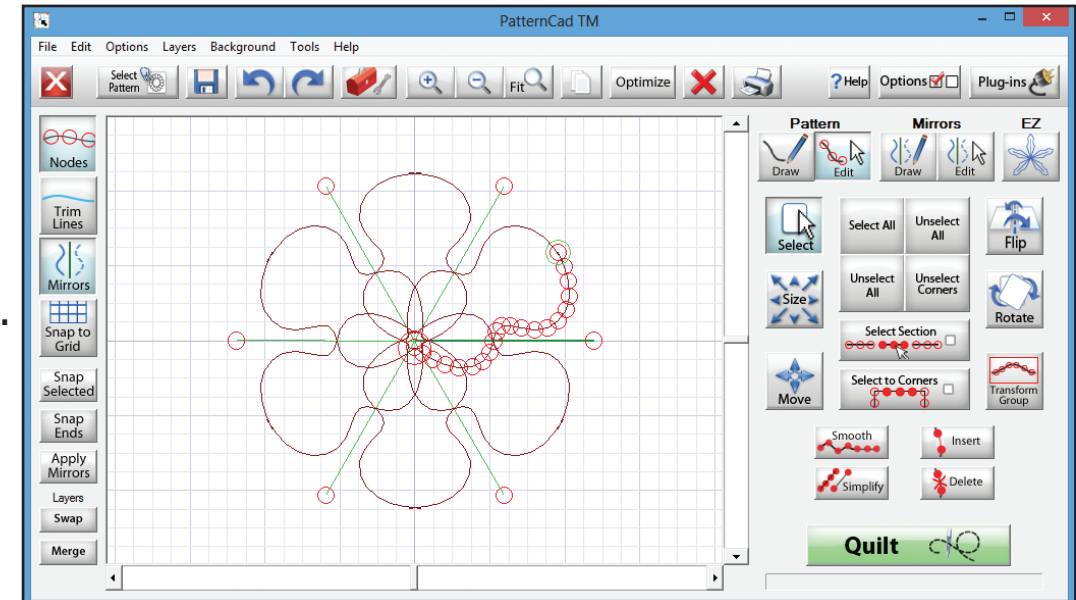 PatternCad TM
File Edit Options Layers Background Tools Help
Select
Pattern
Fit
Optimize
? Help
Options
Plug-ins
Nodes
Trim
Lines
Mirrors
Snap to
Grid
Snap
Selected
Snap
Ends
Apply
Mirrors
Layers
Swap
Merge
Pattern Mirrors EZ
Draw Edit Draw Edit
Select
Select All
Unselect
All
Flip
Size
Unselect
All
Unselect
Corners
Rotate
Select Section
Move
Select to Corners
Transform
Group
Smooth
Insert
Simplify
Delete
Quilt